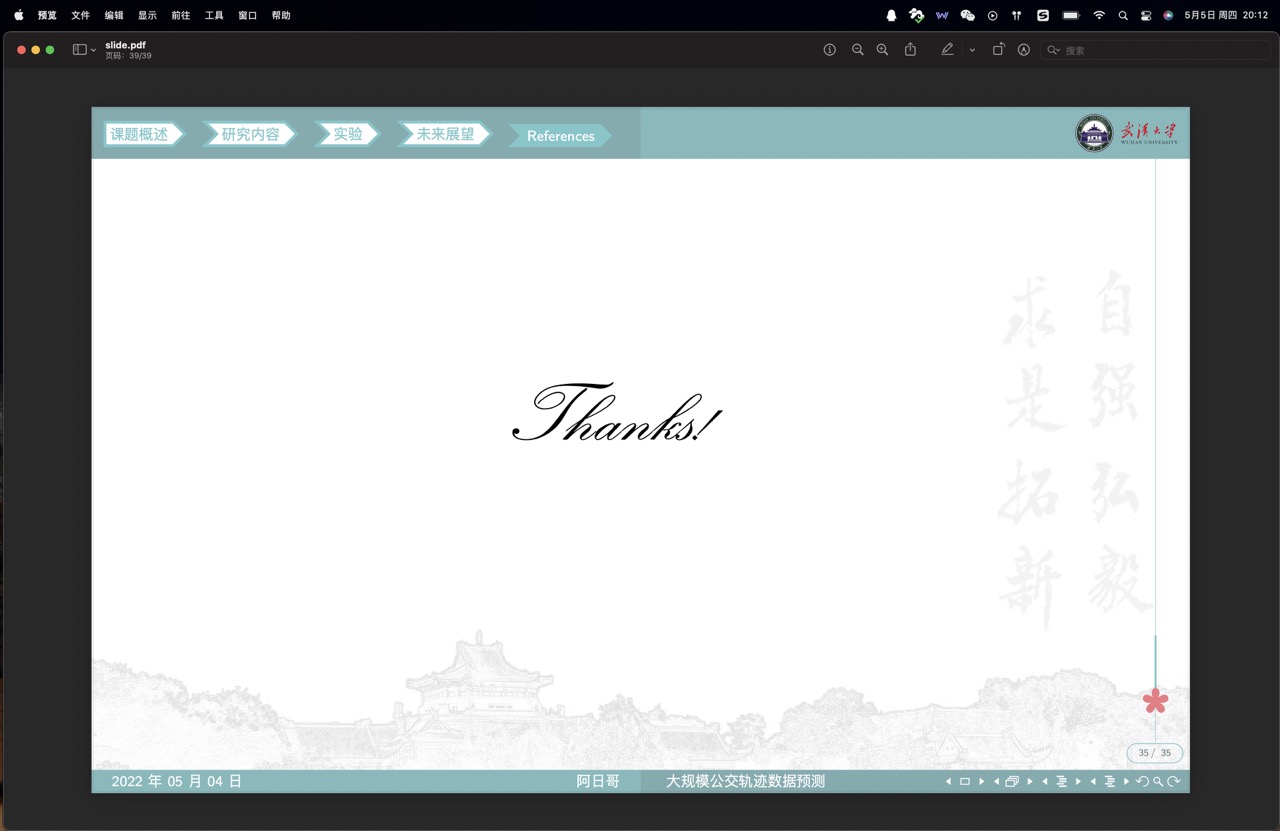 预览 文件 编辑 显示 前往 工具 窗口 帮助
5月5日 周四 20:12
slide.pdf
页码：39/39
搜索
课题概述 研究内容 实验 未来展望 References
武汉大学
WUHAN UNIVERSITY
Thanks!
自强弘毅
求是拓新
35 / 35
2022 年 05 月 04 日 阿日哥 大规模公交轨迹数据预测